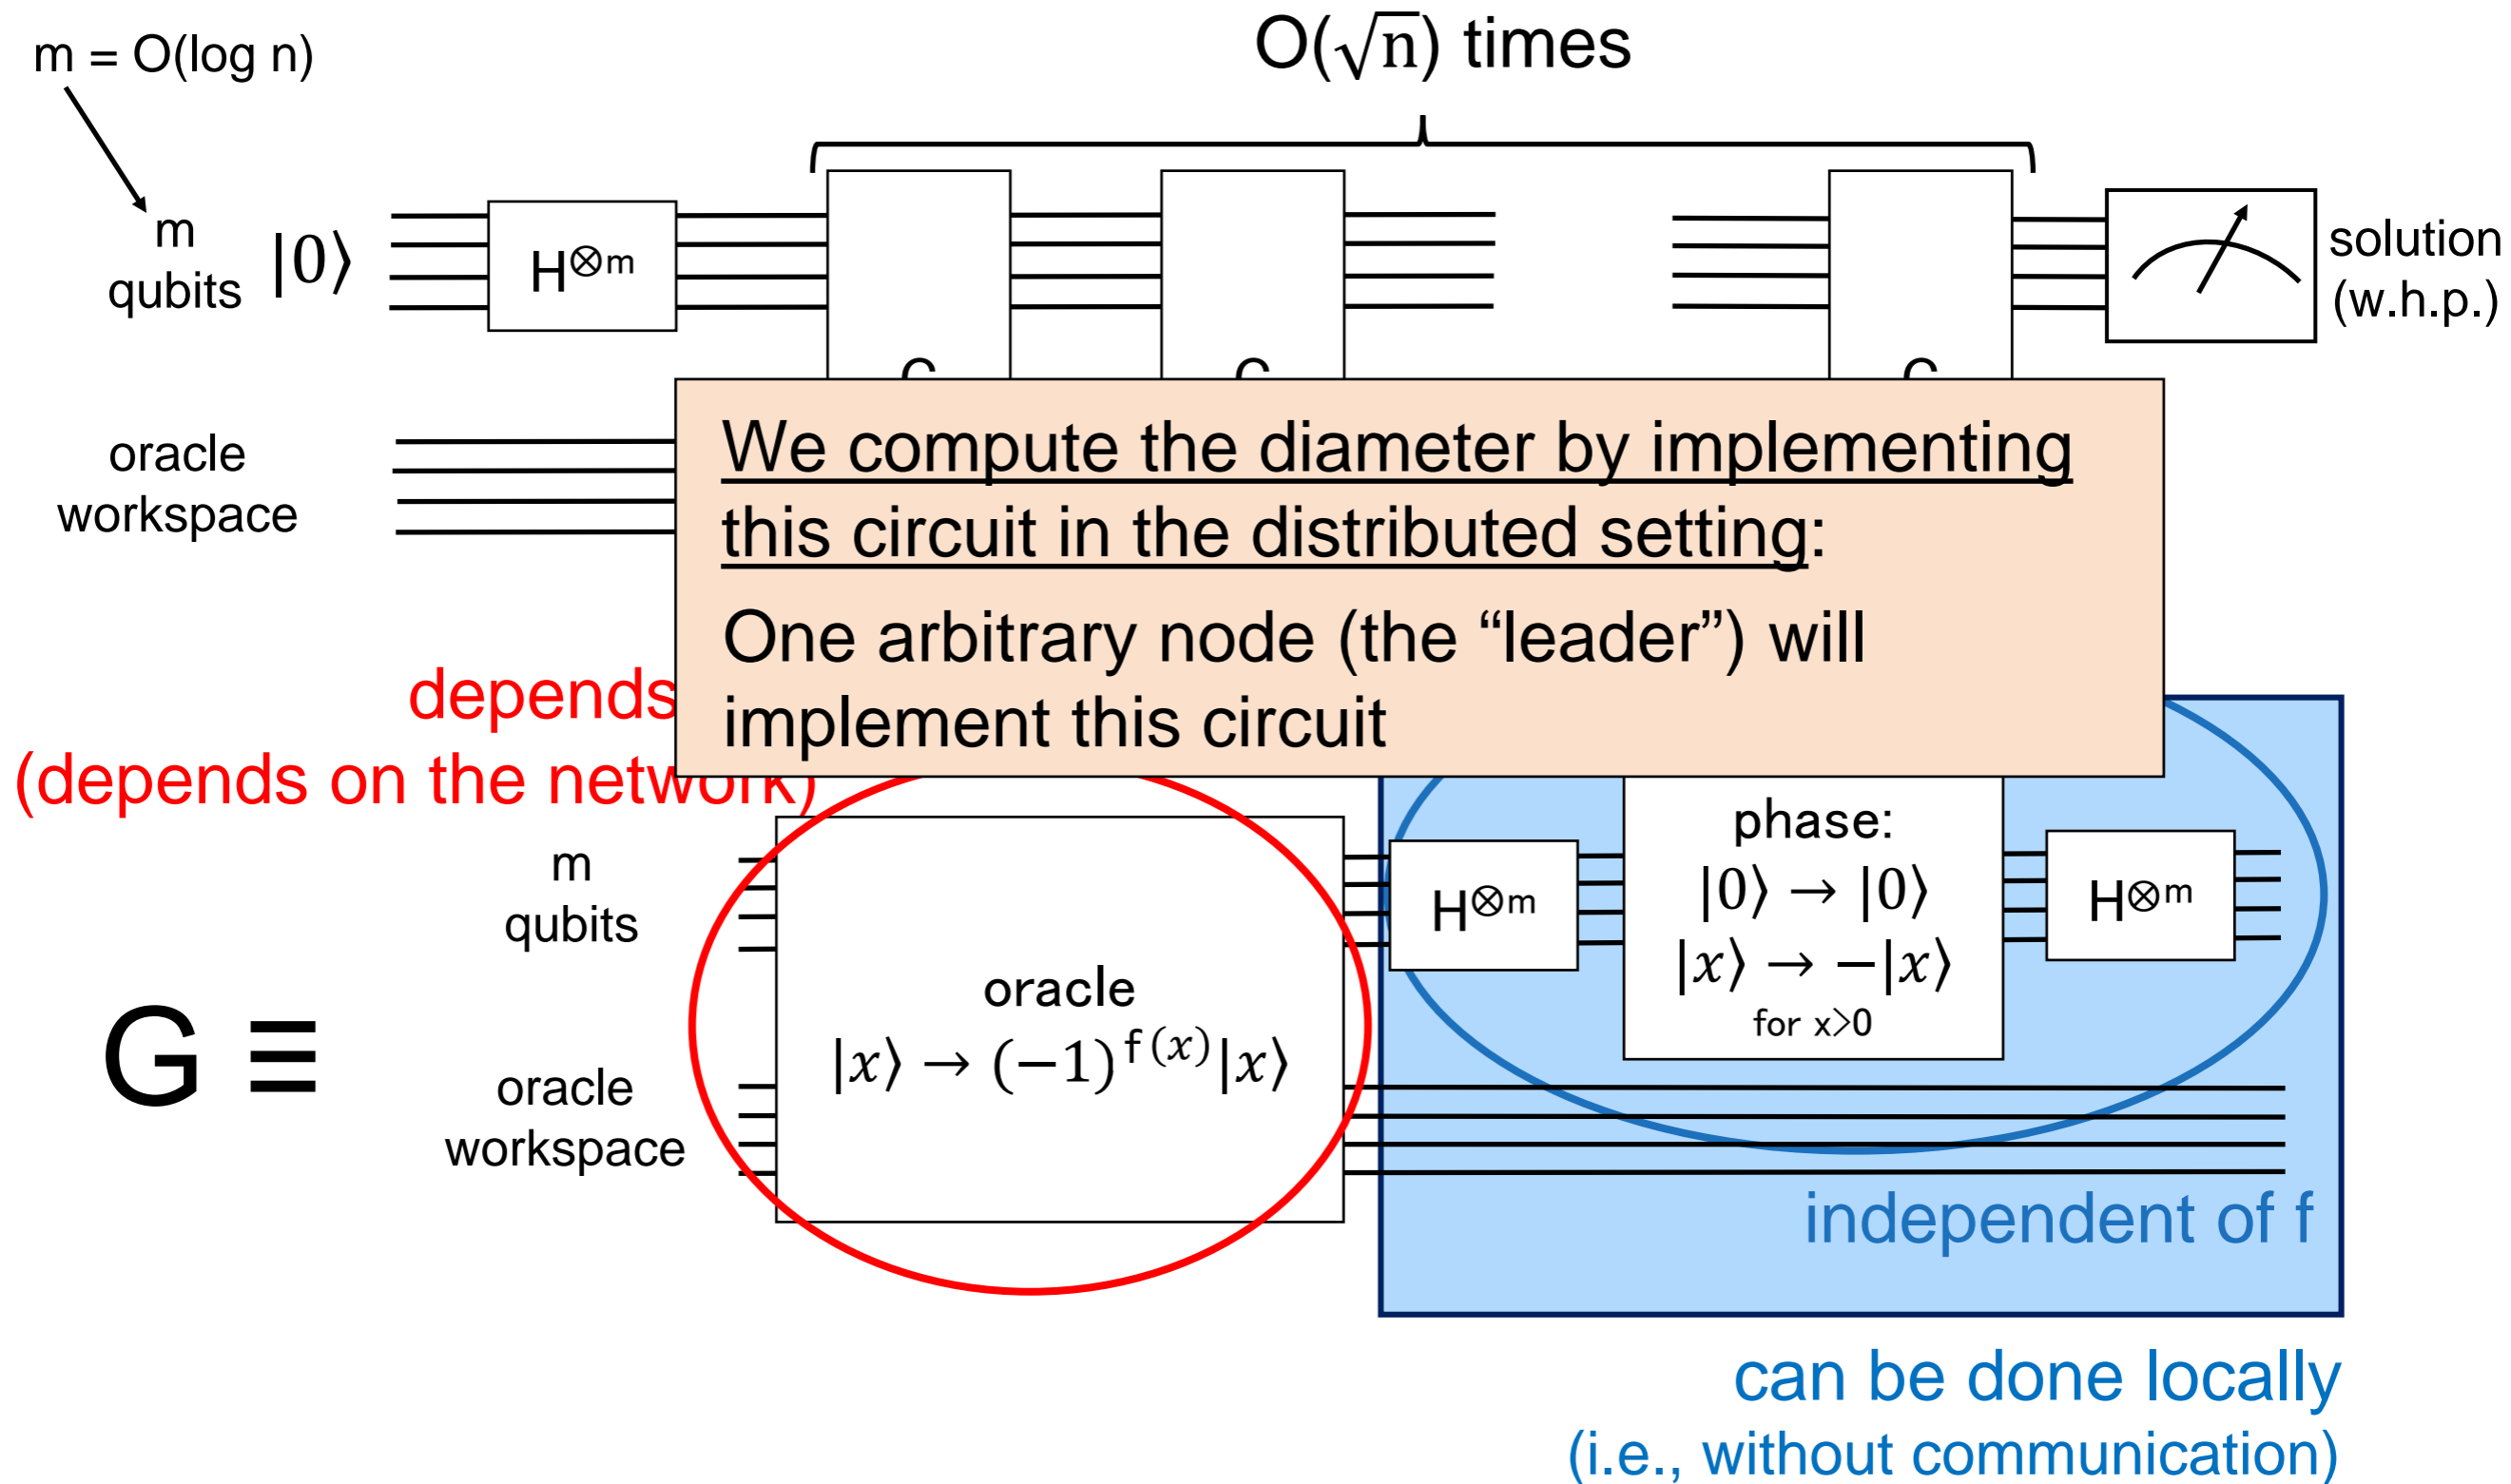 m = O(log n)
O(√n) times
m
qubits
|0⟩
H⊗m
solution
(w.h.p.)
oracle
workspace
We compute the diameter by implementing
this circuit in the distributed setting:
One arbitrary node (the “leader”) will
implement this circuit
depends
(depends on the network)
m
qubits
G ≡
oracle
workspace
oracle
|x⟩ → (−1)^f(x)|x⟩
H⊗m
phase:
|0⟩ → |0⟩
|x⟩ → −|x⟩
for x>0
H⊗m
independent of f
can be done locally
(i.e., without communication)